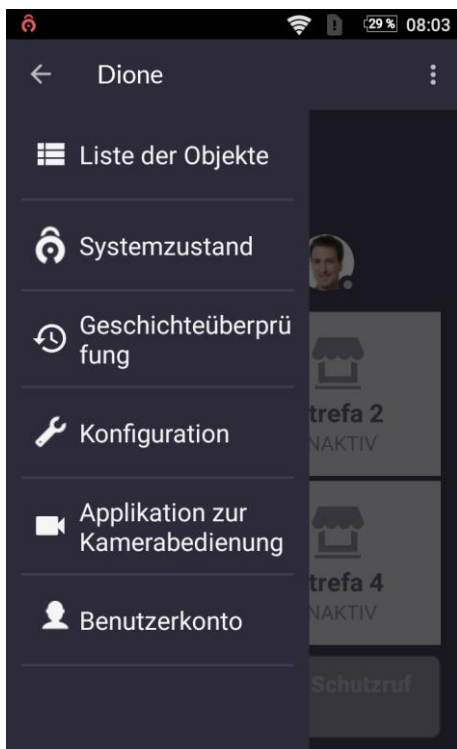 29 % 08:03
Dione
Liste der Objekte
Systemzustand
Geschichteüberprü
fung
Konfiguration
Applikation zur
Kamerabedienung
Benutzerkonto
trefa 2
NAKTIV
trefa 4
NAKTIV
Schutzruf